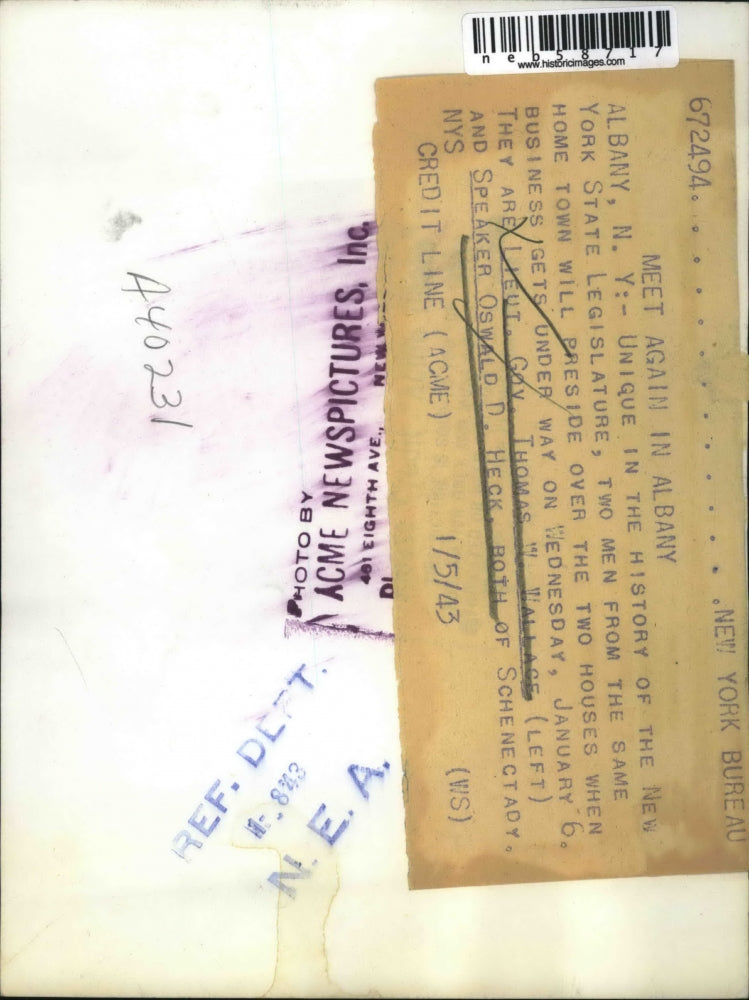 neb58717
www.historicimages.com
672494. . . . . . . . . . . . NEW YORK BUREAU
MEET AGAIN IN ALBANY
ALBANY, N. Y:- UNIQUE IN THE HISTORY OF THE NEW
YORK STATE LEGISLATURE, TWO MEN FROM THE SAME
HOME TOWN WILL PRESIDE OVER THE TWO HOUSES WHEN
BUSINESS GETS UNDER WAY ON WEDNESDAY, JANUARY 6.
THEY ARE LIEUT. GOV. THOMAS W. WALLACE (LEFT)
AND SPEAKER OSWALD D. HECK, BOTH OF SCHENECTADY,
NYS
CREDIT LINE (ACME) 1/5/43 (WS)
PHOTO BY
ACME NEWSPICTURES, Inc.
461 EIGHTH AVE., NEW
A40231
REF. DEPT.
N. E. A.